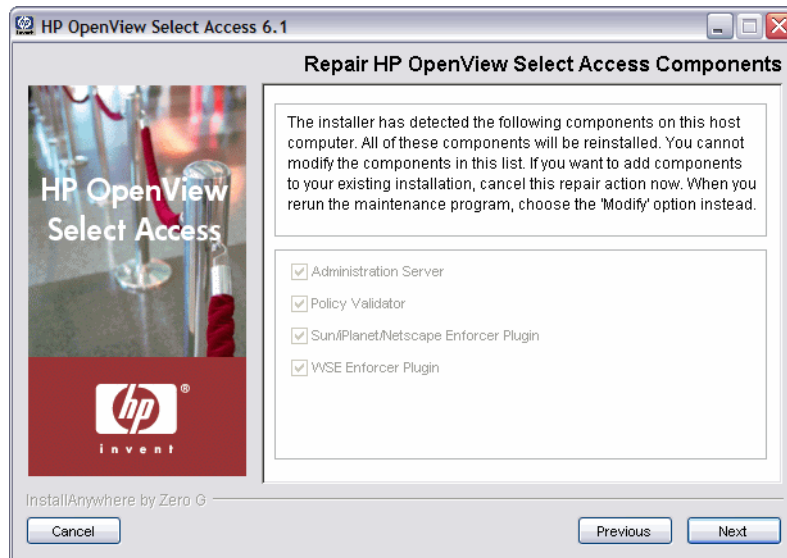 HP OpenView Select Access 6.1
Repair HP OpenView Select Access Components
HP OpenView
Select Access
hp
®
invent
The installer has detected the following components on this host
computer. All of these components will be reinstalled. You cannot
modify the components in this list. If you want to add components
to your existing installation, cancel this repair action now. When you
rerun the maintenance program, choose the 'Modify' option instead.
Administration Server
Policy Validator
Sun/iPlanet/Netscape Enforcer Plugin
WSE Enforcer Plugin
InstallAnywhere by Zero G
Cancel
Previous
Next